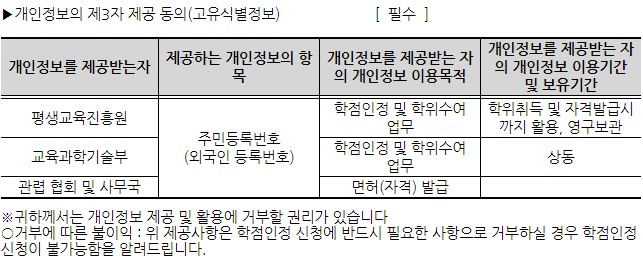 ▶개인정보의 제3자 제공 동의(고유식별정보) [ 필수 ]
개인정보를 제공받는자
제공하는 개인정보의 항
목
개인정보를 제공받는 자
의 개인정보 이용목적
개인정보를 제공받는 자
의 개인정보 이용기간
및 보유기간
평생교육진흥원
주민등록번호
(외국인 등록번호)
학점인정 및 학위수여
업무
학위취득 및 자격발급시
까지 활용, 영구보관
교육과학기술부
학점인정 및 학위수여
업무
상동
관련 협회 및 사무국
면허(자격) 발급
※귀하께서는 개인정보 제공 및 활용에 거부할 권리가 있습니다
○거부에 따른 불이익 : 위 제공사항은 학점인정 신청에 반드시 필요한 사항으로 거부하실 경우 학점인정
신청이 불가능함을 알려드립니다.